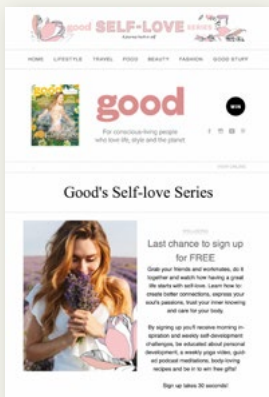 good SELF-LOVE SERIES
HOME LIFESTYLE TRAVEL FOOD BEAUTY FASHION GOOD STUFF
good
good
WIN
For conscious-living people
who love life, style and the planet
Good's Self-love Series
Last chance to sign up
for FREE
Grab your friends and workmates, do it
together and watch how having a great
life starts with self-love. Learn how to
create better connections, express your
soul's passions, trust your inner knowing
and care for your body.
By signing up you'll receive morning in-
spiration and weekly self-development
challenges, be educated about personal
development, a weekly yoga video, guid-
ed podcast meditations, body-loving
recipes and be in to win free gifts!
Sign up takes 30 seconds!